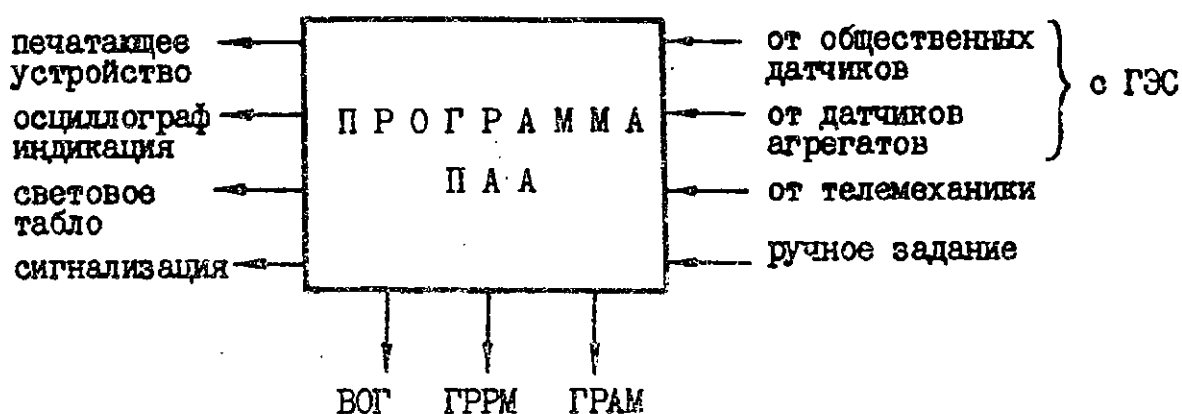 печатающее
устройство
осциллограф
индикация
световое
табло
сигнализация
ПРОГРАММА
ПАА
от общественных
датчиков
от датчиков
агрегатов
с ГЭС
от телемеханики
ручное задание
ВОГ ГРРМ ГРАМ